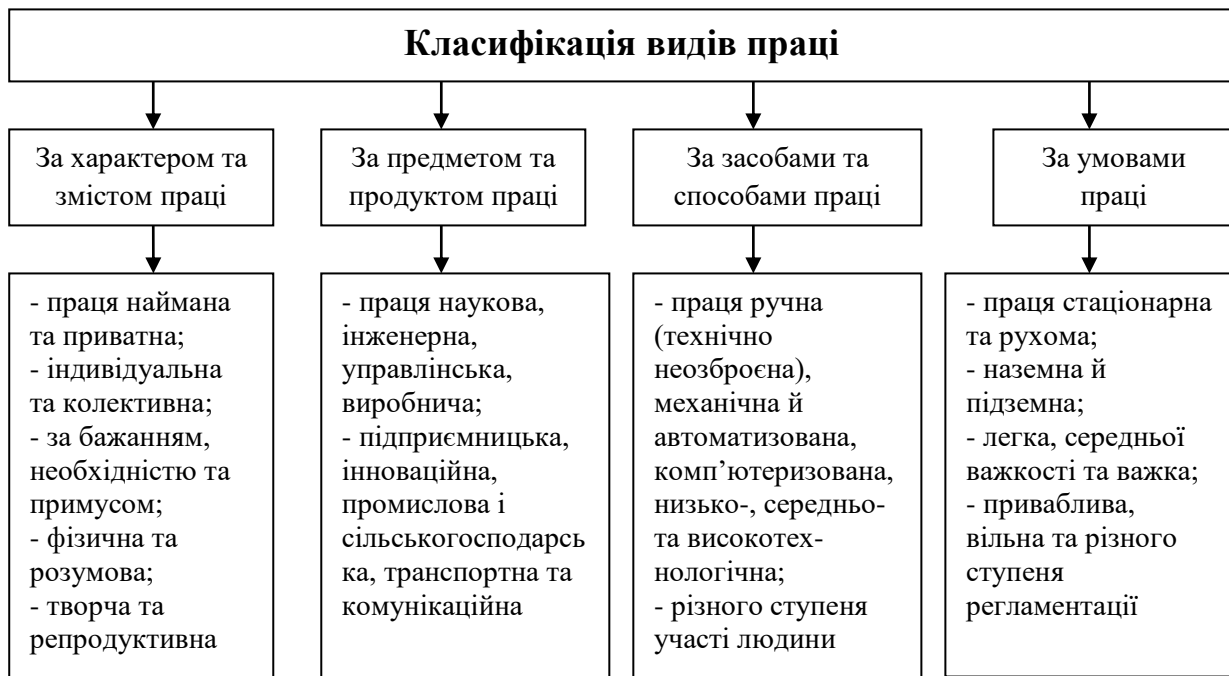 Класифікація видів праці
За характером та
змістом праці
За предметом та
продуктом праці
За засобами та
способами праці
За умовами
праці
- праця наймана
та приватна;
- індивідуальна
та колективна;
- за бажанням,
необхідністю та
примусом;
- фізична та
розумова;
- творча та
репродуктивна
- праця наукова,
інженерна,
управлінська,
виробнича;
- підприємницька,
інноваційна,
промислова і
сільськогосподарсь
ка, транспортна та
комунікаційна
- праця ручна
(технічно
неозброєна),
механічна й
автоматизована,
комп’ютеризована,
низько-, середньо-
та високотех-
нологічна;
- різного ступеня
участі людини
- праця стаціонарна
та рухома;
- наземна й
підземна;
- легка, середньої
важкості та важка;
- приваблива,
вільна та різного
ступеня
регламентації